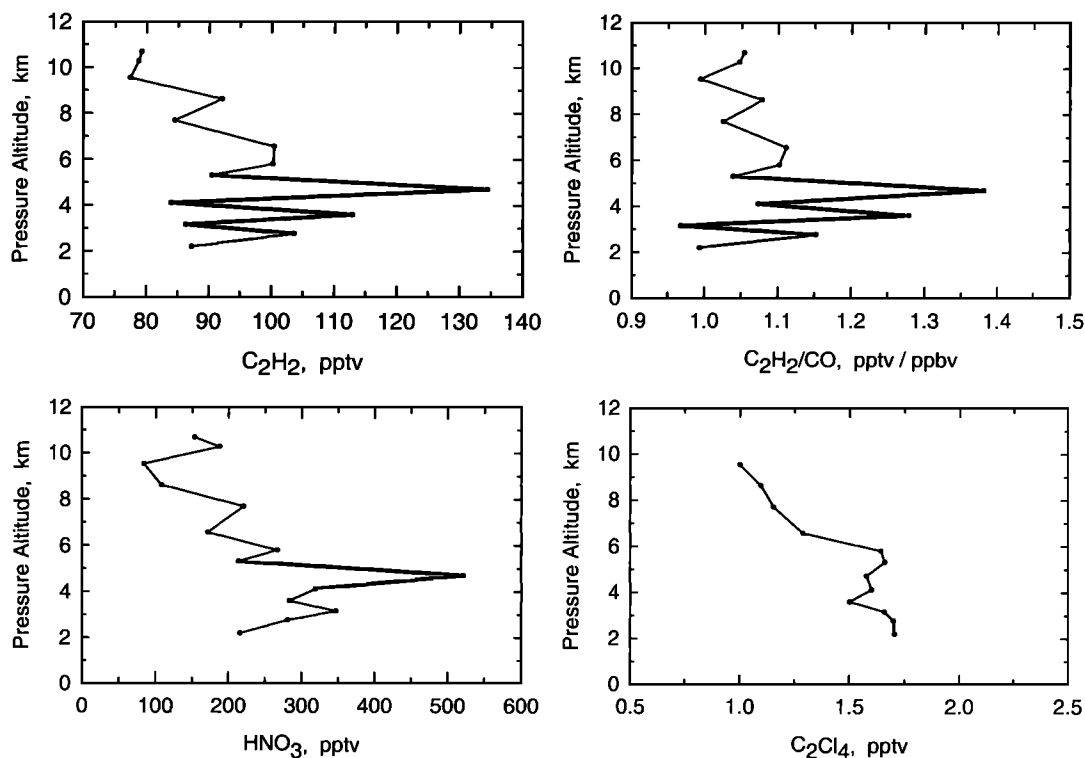 12
10
8
6
4
2
0
Pressure Altitude, km
70 80 90 100 110 120 130 140
C2H2, pptv
12
10
8
6
4
2
0
Pressure Altitude, km
0.9 1.0 1.1 1.2 1.3 1.4 1.5
C2H2/CO, pptv / ppbv
12
10
8
6
4
2
0
Pressure Altitude, km
0 100 200 300 400 500 600
HNO3, pptv
12
10
8
6
4
2
0
Pressure Altitude, km
0.5 1.0 1.5 2.0 2.5
C2Cl4, pptv